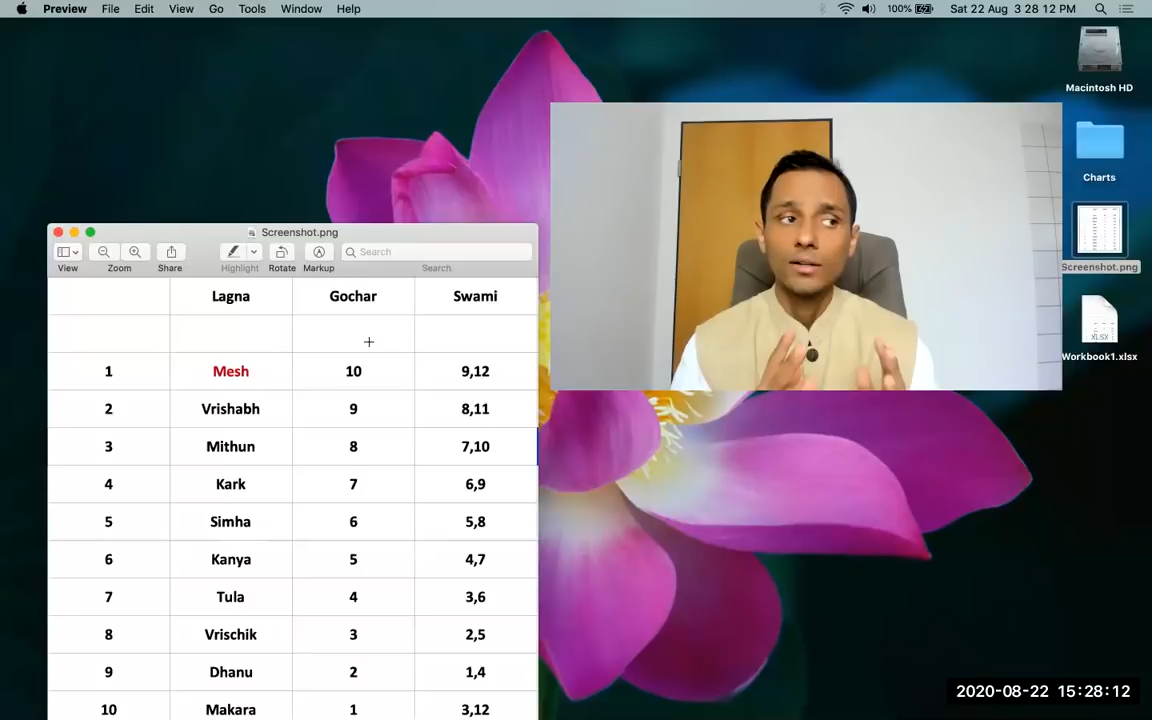 Preview File Edit View Go Tools Window Help 100% Sat 22 Aug 3 28 12 PM
Macintosh HD
Charts
Screenshot.png
Workbook1.xlsx
XLSX
Screenshot.png
Search
View Zoom Share Highlight Rotate Markup Search
Lagna Gochar Swami
1 Mesh 10 9,12
2 Vrishabh 9 8,11
3 Mithun 8 7,10
4 Kark 7 6,9
5 Simha 6 5,8
6 Kanya 5 4,7
7 Tula 4 3,6
8 Vrischik 3 2,5
9 Dhanu 2 1,4
10 Makara 1 3,12
2020-08-22 15:28:12